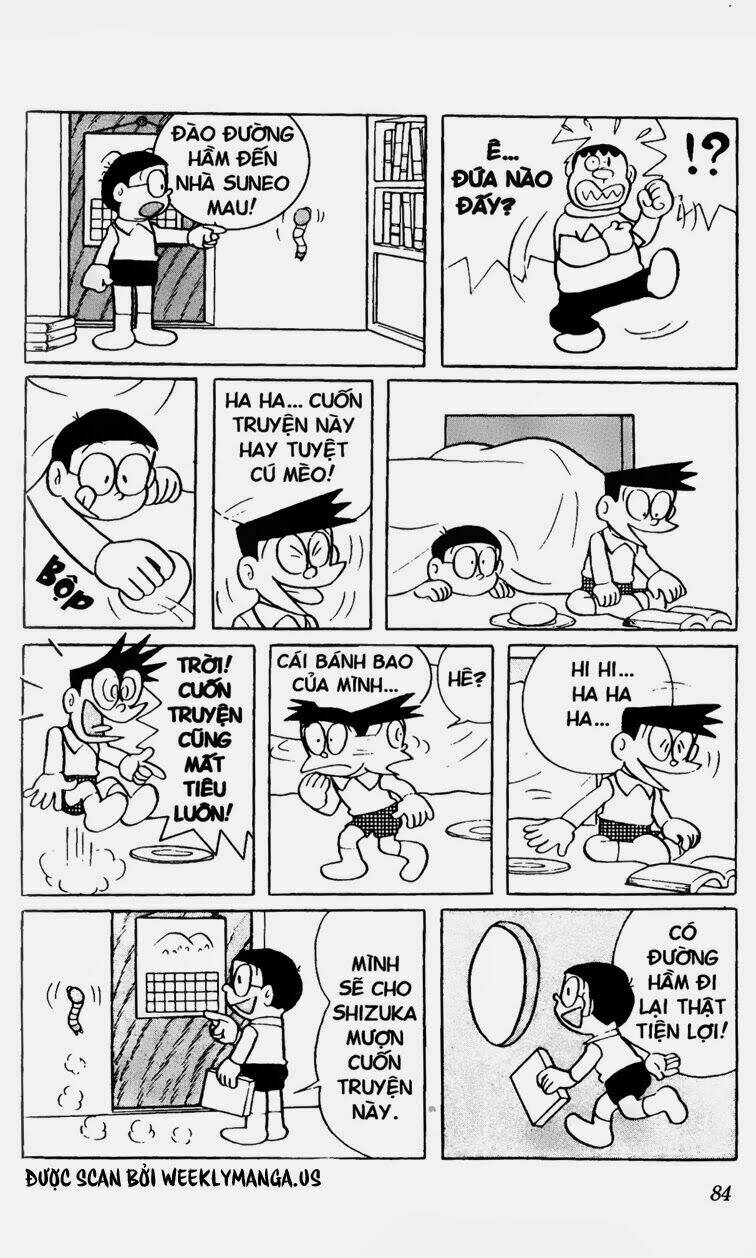 Ê...
ĐỨA NÀO
ĐẤY?
!?
ĐÀO ĐƯỜNG
HẦM ĐẾN
NHÀ SUNEO
MAU!
HA HA... CUỐN
TRUYỆN NÀY
HAY TUYỆT
CÚ MÈO!
BỘP
HI HI...
HA HA
HA...
HÊ?
CÁI BÁNH BAO
CỦA MÌNH...
TRỜI!
CUỐN
TRUYỆN
CŨNG
MẤT
TIÊU
LUÔN!
CÓ
ĐƯỜNG
HẦM ĐI
LẠI THẬT
TIỆN LỢI!
MÌNH
SẼ CHO
SHIZUKA
MƯỢN
CUỐN
TRUYỆN
NÀY.
ĐƯỢC SCAN BỞI WEEKLYMANGA.US
84